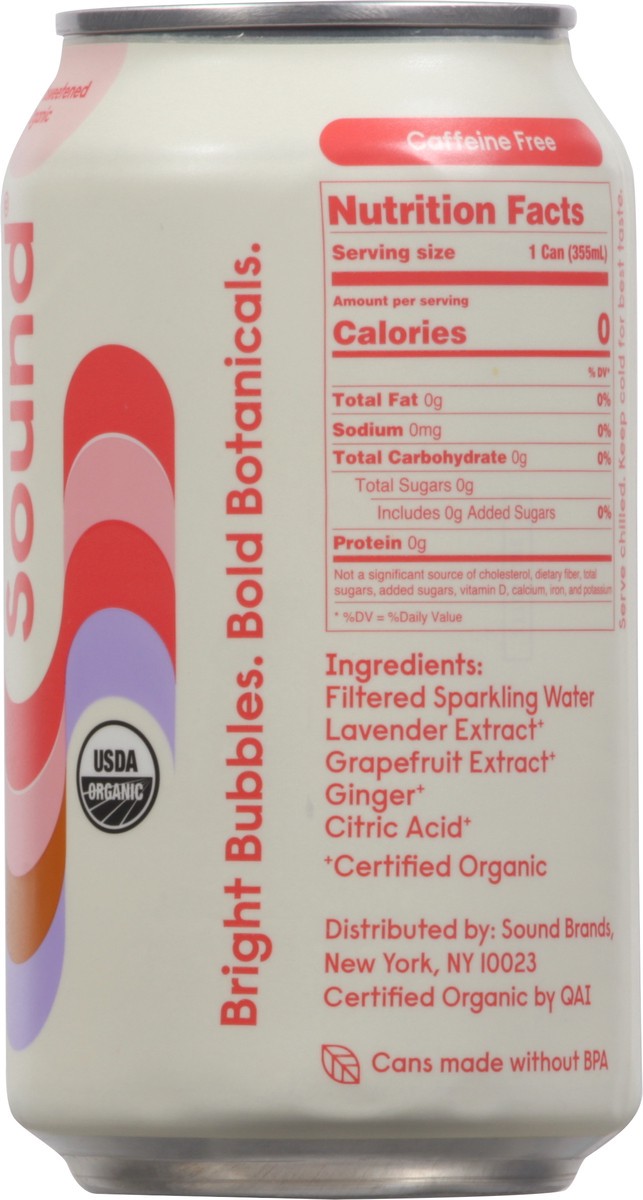 Sound®
Bright Bubbles. Bold Botanicals.
USDA
ORGANIC
Caffeine Free
Nutrition Facts
Serving size 1 Can (355mL)
Amount per serving
Calories 0
% DV*
Total Fat 0g 0%
Sodium 0mg 0%
Total Carbohydrate 0g 0%
Total Sugars 0g
Includes 0g Added Sugars 0%
Protein 0g
Not a significant source of cholesterol, dietary fiber, total
sugars, added sugars, vitamin D, calcium, iron, and potassium
* %DV = %Daily Value
Serve chilled. Keep cold for best taste.
Ingredients:
Filtered Sparkling Water
Lavender Extract⁺
Grapefruit Extract⁺
Ginger⁺
Citric Acid⁺
⁺Certified Organic
Distributed by: Sound Brands,
New York, NY 10023
Certified Organic by QAI
Cans made without BPA